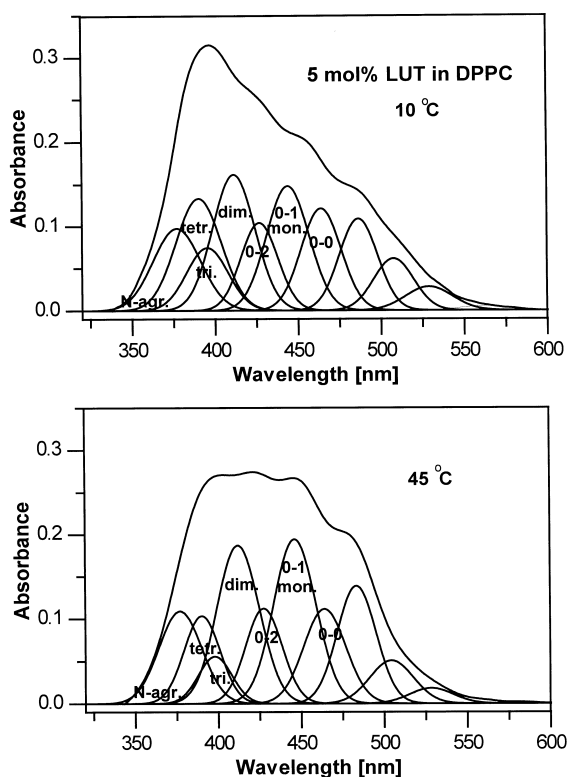 5 mol% LUT in DPPC
10 °C
Absorbance
0.3
0.2
0.1
0.0
dim.
0-1
mon.
tetr.
0-2
0-0
tri.
N-agr.
350 400 450 500 550 600
Wavelength [nm]
45 °C
Absorbance
0.3
0.2
0.1
0.0
0-1
mon.
dim.
0-2
0-0
tetr.
tri.
N-agr.
350 400 450 500 550 600
Wavelength [nm]